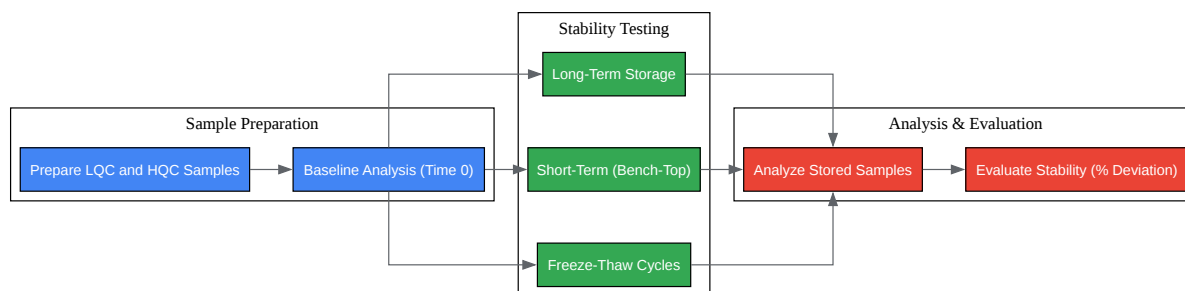 Stability Testing
Long-Term Storage
Sample Preparation
Analysis & Evaluation
Prepare LQC and HQC Samples
Baseline Analysis (Time 0)
Short-Term (Bench-Top)
Analyze Stored Samples
Evaluate Stability (% Deviation)
Freeze-Thaw Cycles